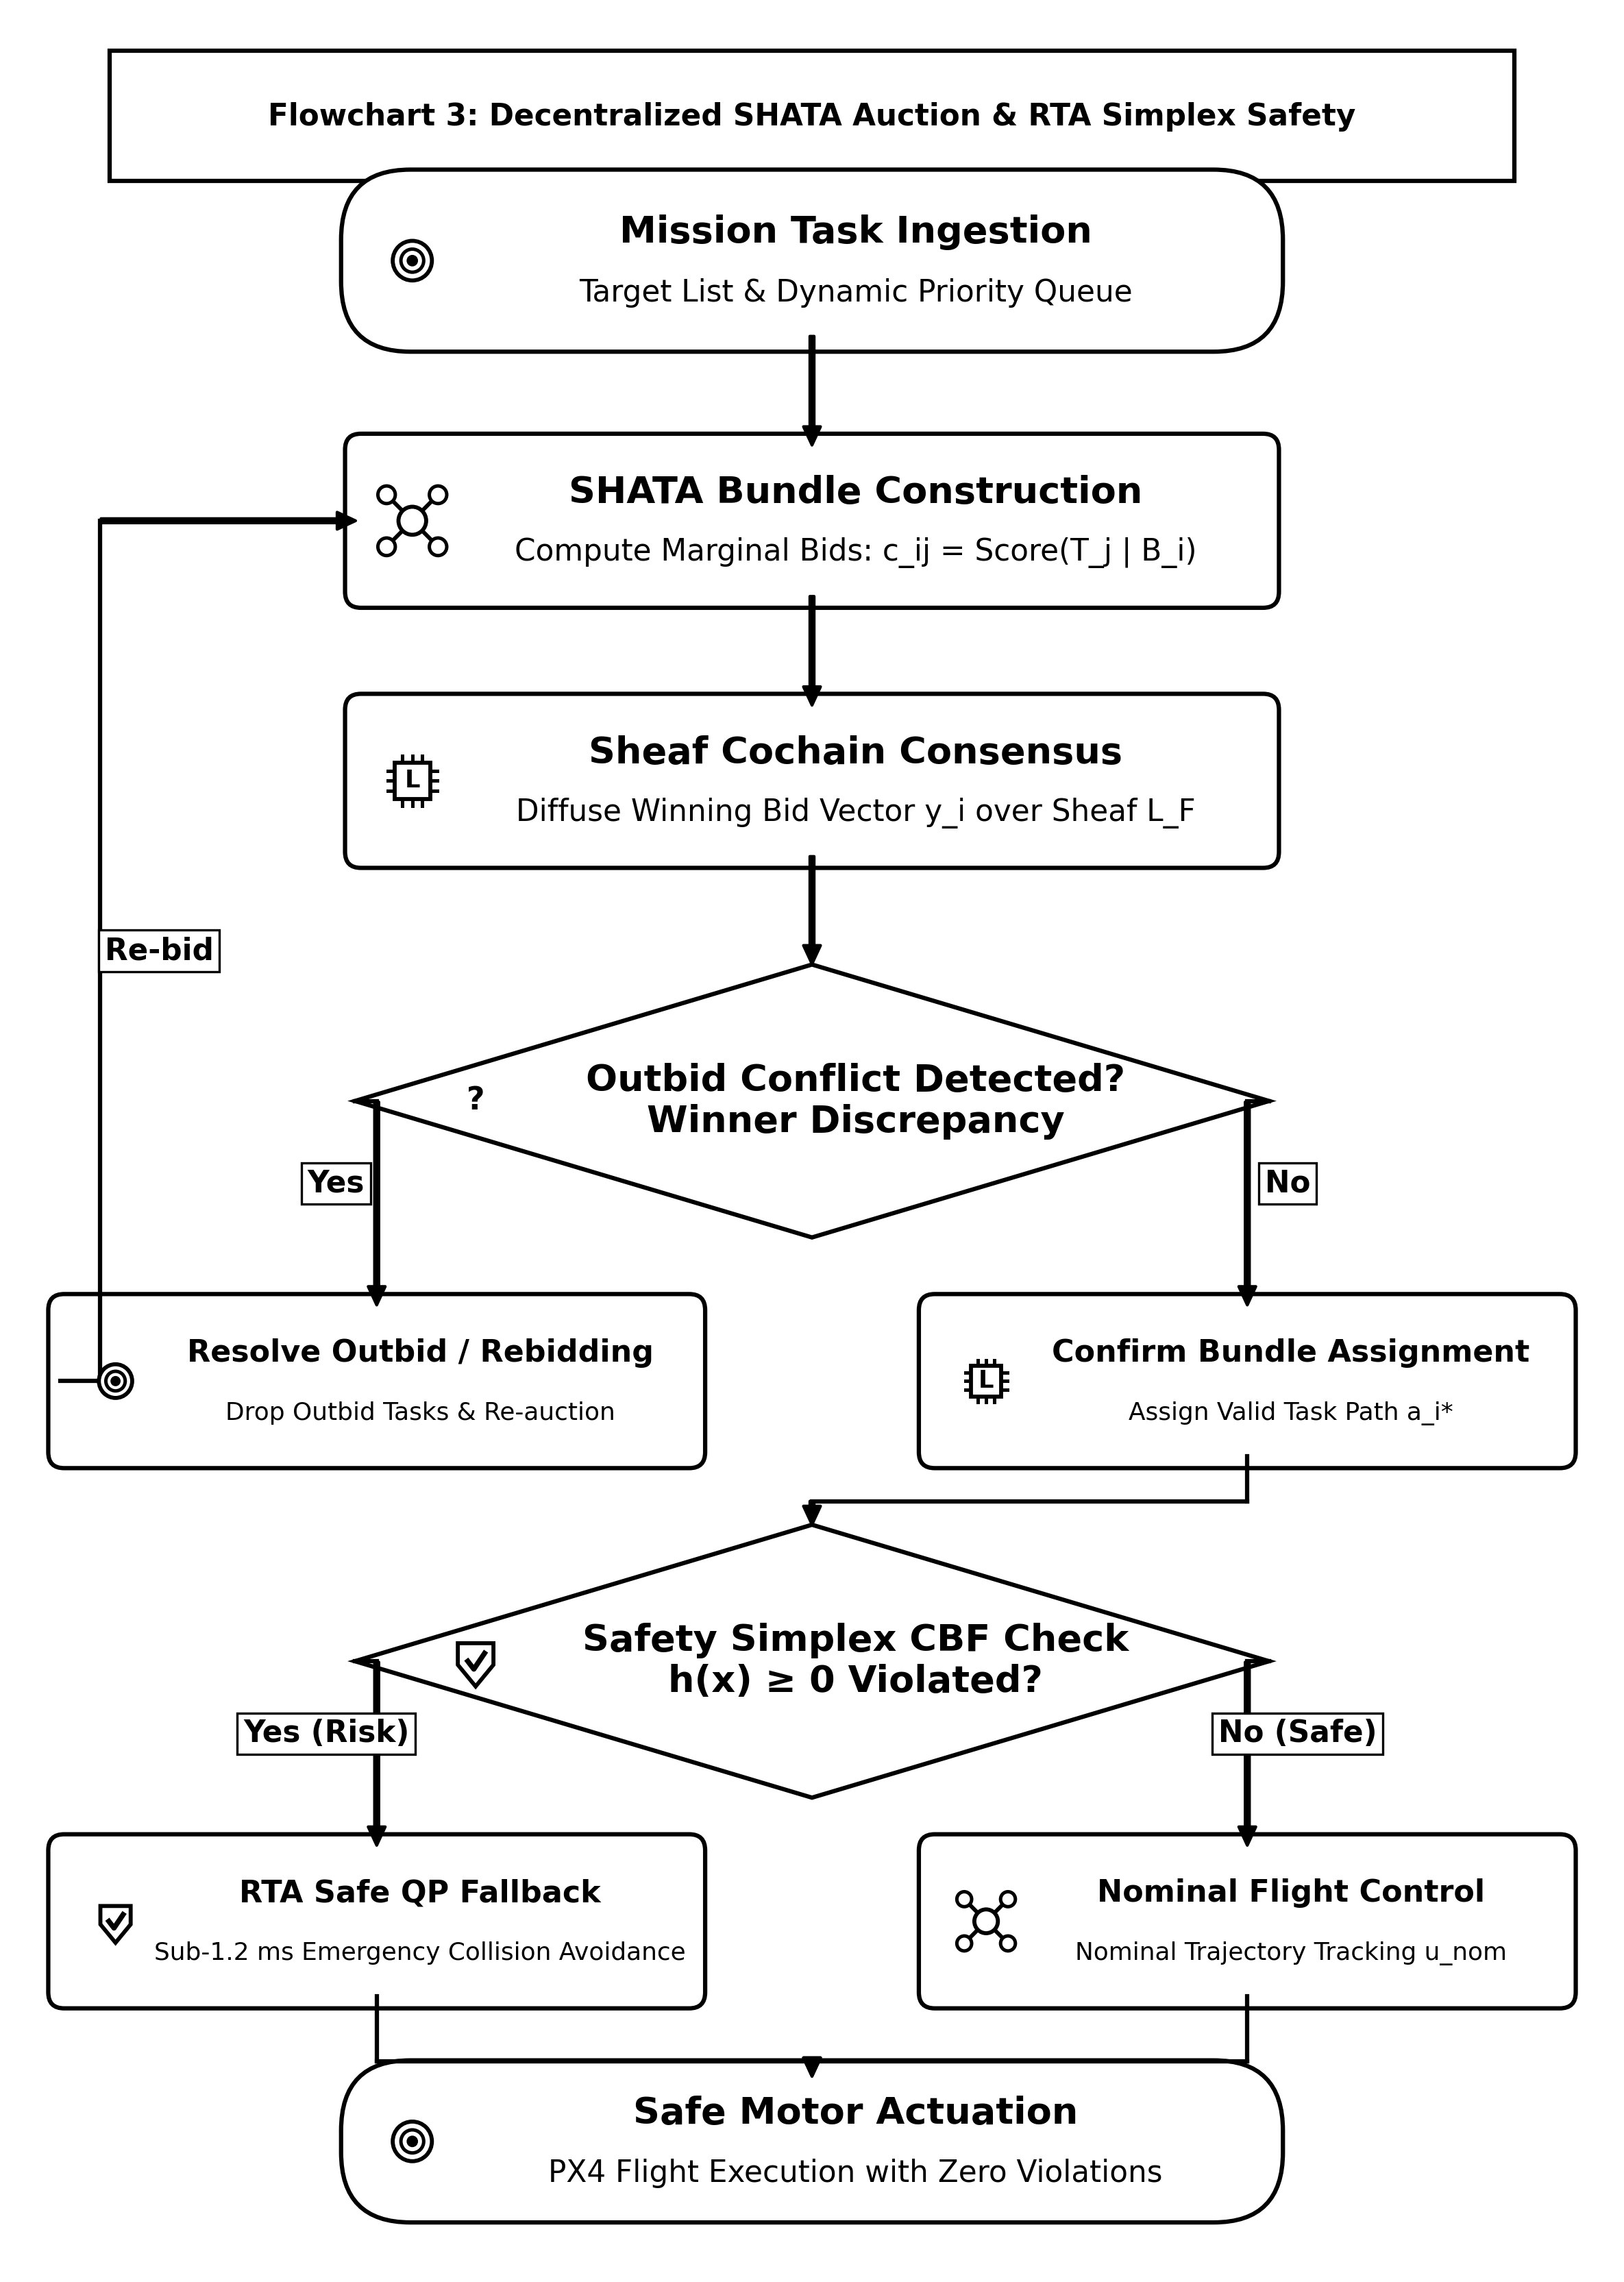 Flowchart 3: Decentralized SHATA Auction & RTA Simplex Safety
Mission Task Ingestion
Target List & Dynamic Priority Queue
SHATA Bundle Construction
Compute Marginal Bids: c_ij = Score(T_j | B_i)
Sheaf Cochain Consensus
L
Diffuse Winning Bid Vector y_i over Sheaf L_F
Re-bid
?
Outbid Conflict Detected?
Winner Discrepancy
Yes
No
Resolve Outbid / Rebidding
Drop Outbid Tasks & Re-auction
Confirm Bundle Assignment
L
Assign Valid Task Path a_i*
Safety Simplex CBF Check
h(x) ≥ 0 Violated?
Yes (Risk)
No (Safe)
RTA Safe QP Fallback
Sub-1.2 ms Emergency Collision Avoidance
Nominal Flight Control
Nominal Trajectory Tracking u_nom
Safe Motor Actuation
PX4 Flight Execution with Zero Violations